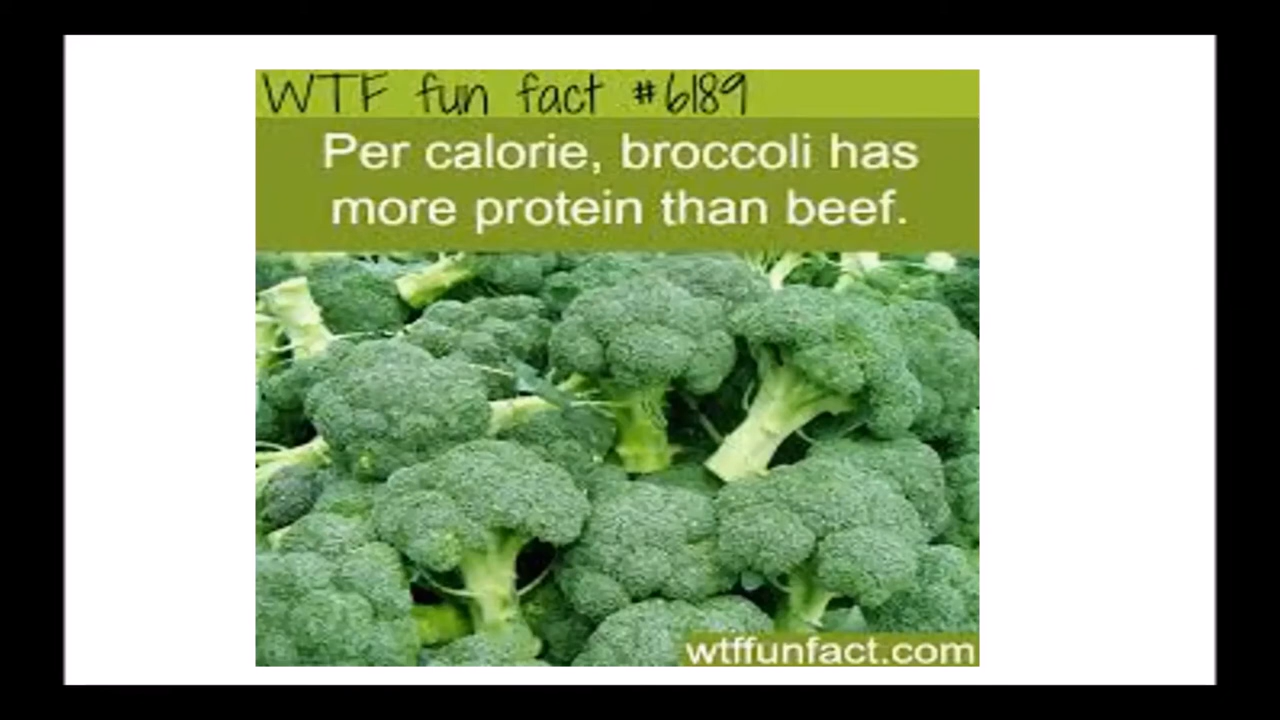 WTF fun fact #6189
Per calorie, broccoli has
more protein than beef.
wtffunfact.com